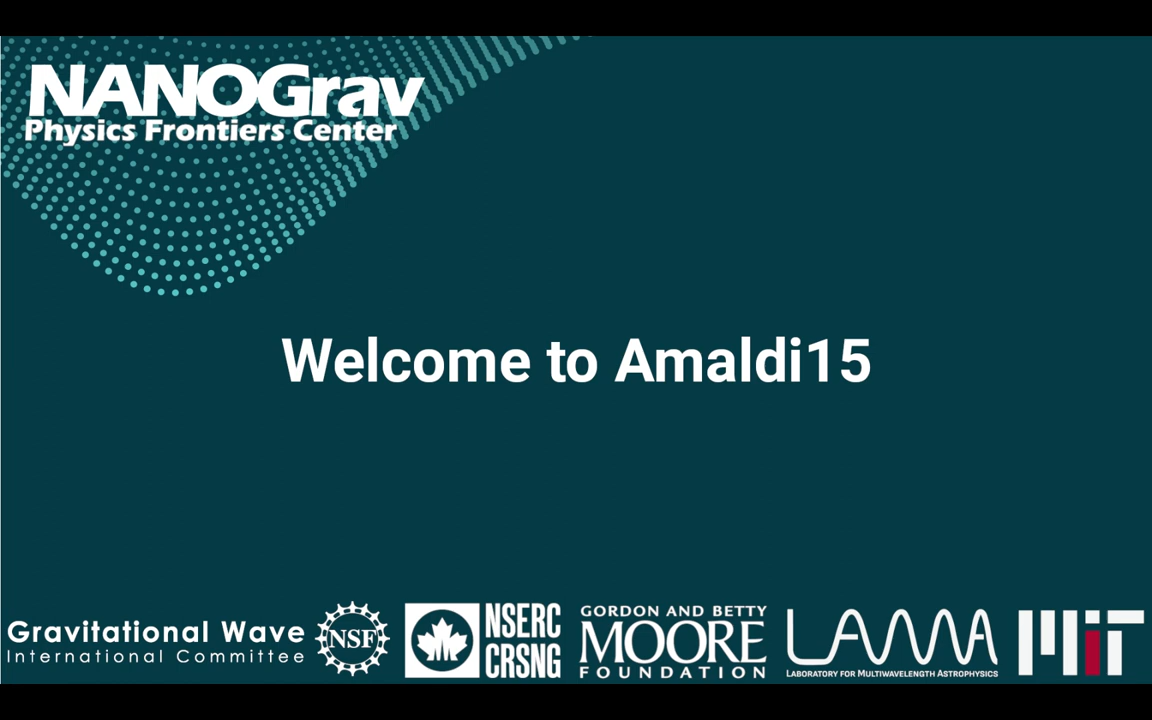 NANOGrav
Physics Frontiers Center
Welcome to Amaldi15
Gravitational Wave
International Committee
NSF
NSERC
CRSNG
GORDON AND BETTY
MOORE
FOUNDATION
LAMA
LABORATORY FOR MULTIWAVELENGTH ASTROPHYSICS
MIT